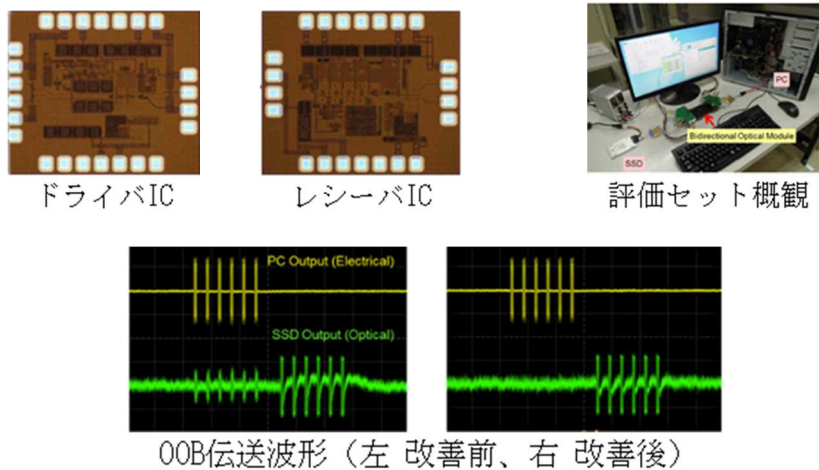 PC
Bidirectional Optical Module
SSD
ドライバIC
レシーバIC
評価セット概観
PC Output (Electrical)
SSD Output (Optical)
OOB伝送波形（左 改善前、右 改善後）